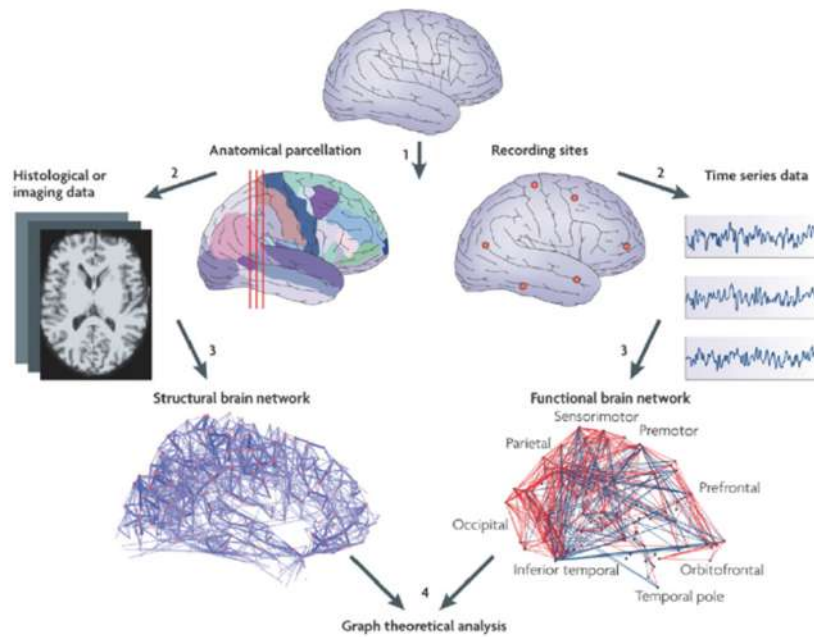 Anatomical parcellation
1
Recording sites
Histological or
imaging data
2
2
Time series data
3
3
Structural brain network
Functional brain network
Sensorimotor
Parietal
Premotor
Prefrontal
Occipital
Inferior temporal
Orbitofrontal
Temporal pole
4
Graph theoretical analysis